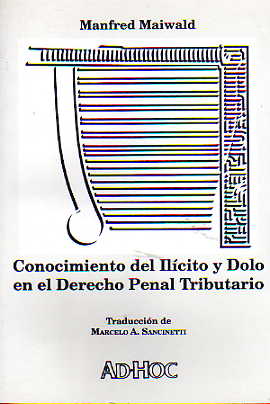 Manfred Maiwald
Conocimiento del Ilícito y Dolo
en el Derecho Penal Tributario
Traducción de
MARCELO A. SANCINETTI
AD-HOC